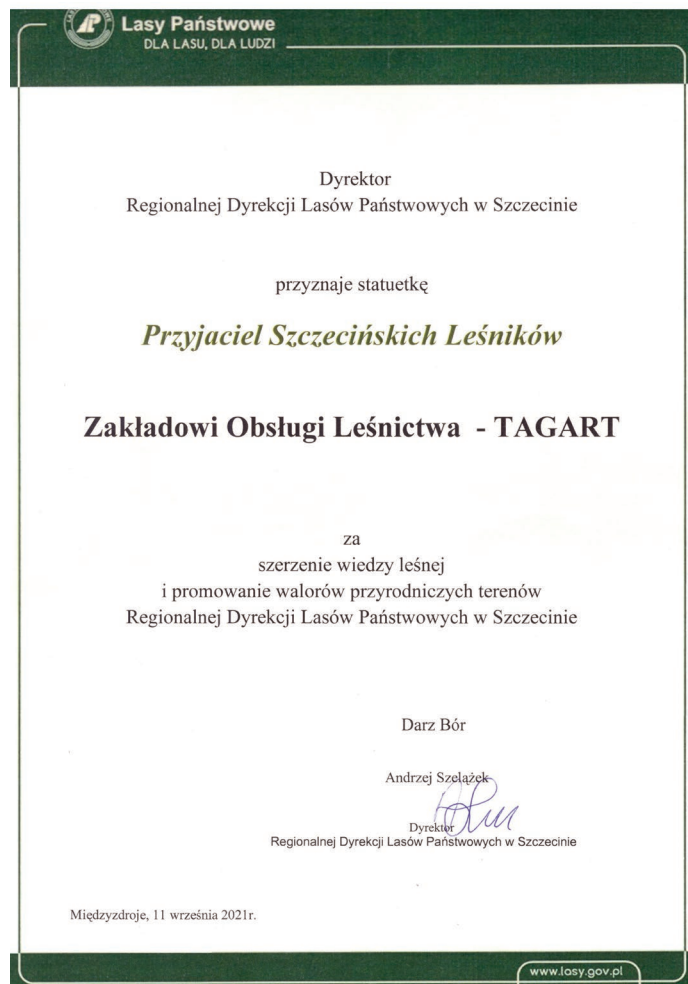 Lasy Państwowe
DLA LASU, DLA LUDZI
Dyrektor
Regionalnej Dyrekcji Lasów Państwowych w Szczecinie
przyznaje statuetkę
Przyjaciel Szczecińskich Leśników
Zakładowi Obsługi Leśnictwa - TAGART
za
szerzenie wiedzy leśnej
i promowanie walorów przyrodniczych terenów
Regionalnej Dyrekcji Lasów Państwowych w Szczecinie
Darz Bór
Andrzej Szelążek
Dyrektor
Regionalnej Dyrekcji Lasów Państwowych w Szczecinie
Międzyzdroje, 11 września 2021r.
www.lasy.gov.pl